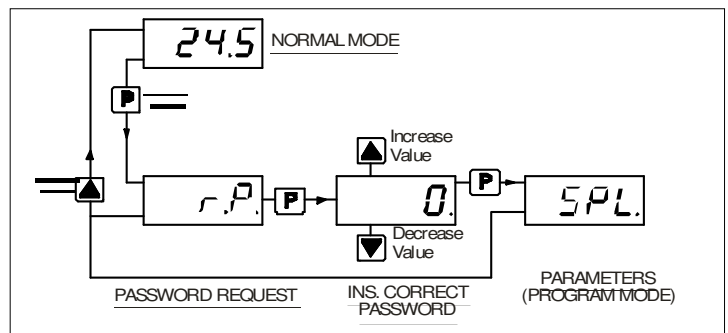 24.5 NORMAL MODE
P
Increase
Value
r.P. P 0. P SPL.
Decrease
Value
PASSWORD REQUEST
INS. CORRECT
PASSWORD
PARAMETERS
(PROGRAM MODE)